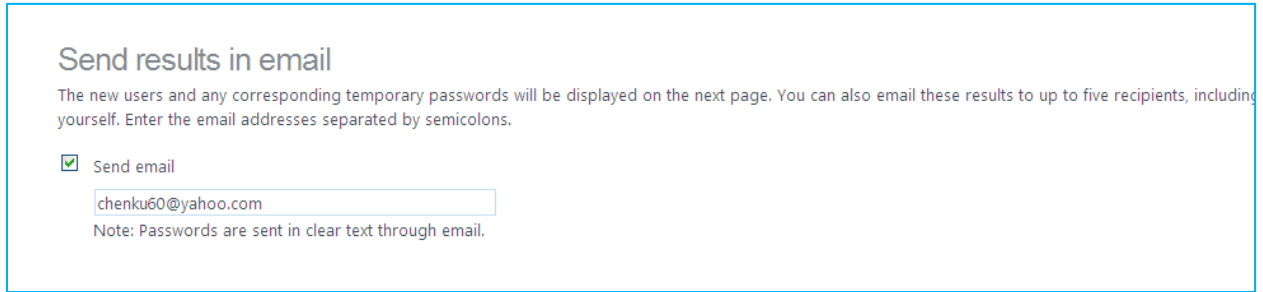 Send results in email
The new users and any corresponding temporary passwords will be displayed on the next page. You can also email these results to up to five recipients, including
yourself. Enter the email addresses separated by semicolons.
Send email
chenku60@yahoo.com
Note: Passwords are sent in clear text through email.